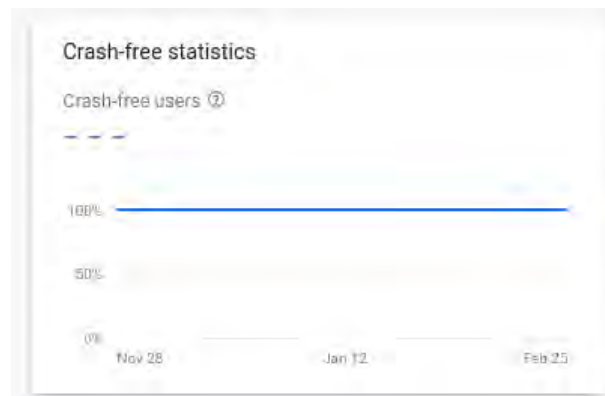 Crash-free statistics
Crash-free users ?
– – –
100%
50%
0%
Nov 28 Jan 12 Feb 25